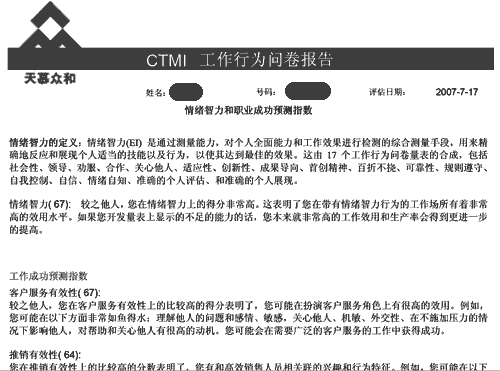 天慕众和
CTMI 工作行为问卷报告
姓名: 号码: 评估日期: 2007-7-17
情绪智力和职业成功预测指数
情绪智力的定义: 情绪智力(EI) 是通过测量能力，对个人全面能力和工作效果进行检测的综合测量手段，用来精
确地反应和展现个人适当的技能以及行为，以使其达到最佳的效果。这由 17 个工作行为问卷量表的合成，包括
社会性、领导、劝服、合作、关心他人、适应性、创新性、成果导向、首创精神、百折不挠、可靠性、规则遵守、
自我控制、自信、情绪自知、准确的个人评估、和准确的个人展现。
情绪智力( 67): 较之他人，您在情绪智力上的得分非常高。这表明了您在带有情绪智力行为的工作场所有着非常
高的效用水平。如果您开发量表上显示的不足的能力的话，您本来就非常高的工作效用和生产率会得到更进一步
的提高。
工作成功预测指数
客户服务有效性( 67):
较之他人，您在客户服务有效性上的比较高的得分表明了，您可能在扮演客户服务角色上有很高的效用。例如，
您可能在以下方面非常如鱼得水：理解他人的问题和感情、敏感，关心他人、机敏、外交性、在不施加压力的情
况下影响他人，对帮助和关心他人有很高的动机。您可能会在需要广泛的客户服务的工作中获得成功。
推销有效性( 64):
您在推销有效性上的比较高的分数表明了，您有和高效销售人员相关联的兴趣和行为特征。例如，您可能在以下